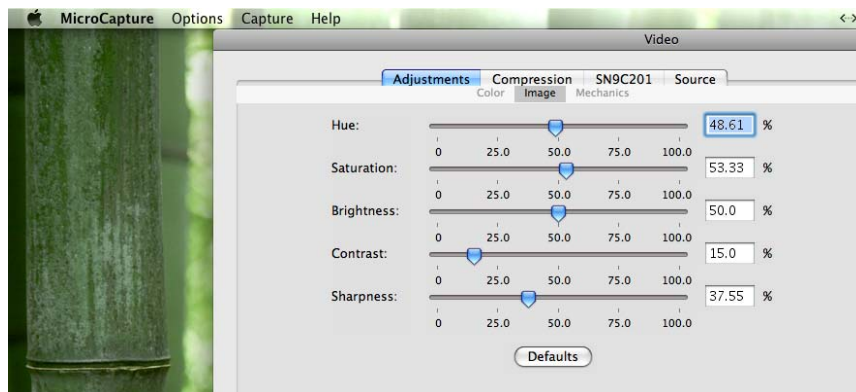 MicroCapture Options Capture Help
Video
Adjustments Compression SN9C201 Source
Color Image Mechanics
Hue: 48.61 %
0 25.0 50.0 75.0 100.0
Saturation: 53.33 %
0 25.0 50.0 75.0 100.0
Brightness: 50.0 %
0 25.0 50.0 75.0 100.0
Contrast: 15.0 %
0 25.0 50.0 75.0 100.0
Sharpness: 37.55 %
0 25.0 50.0 75.0 100.0
Defaults